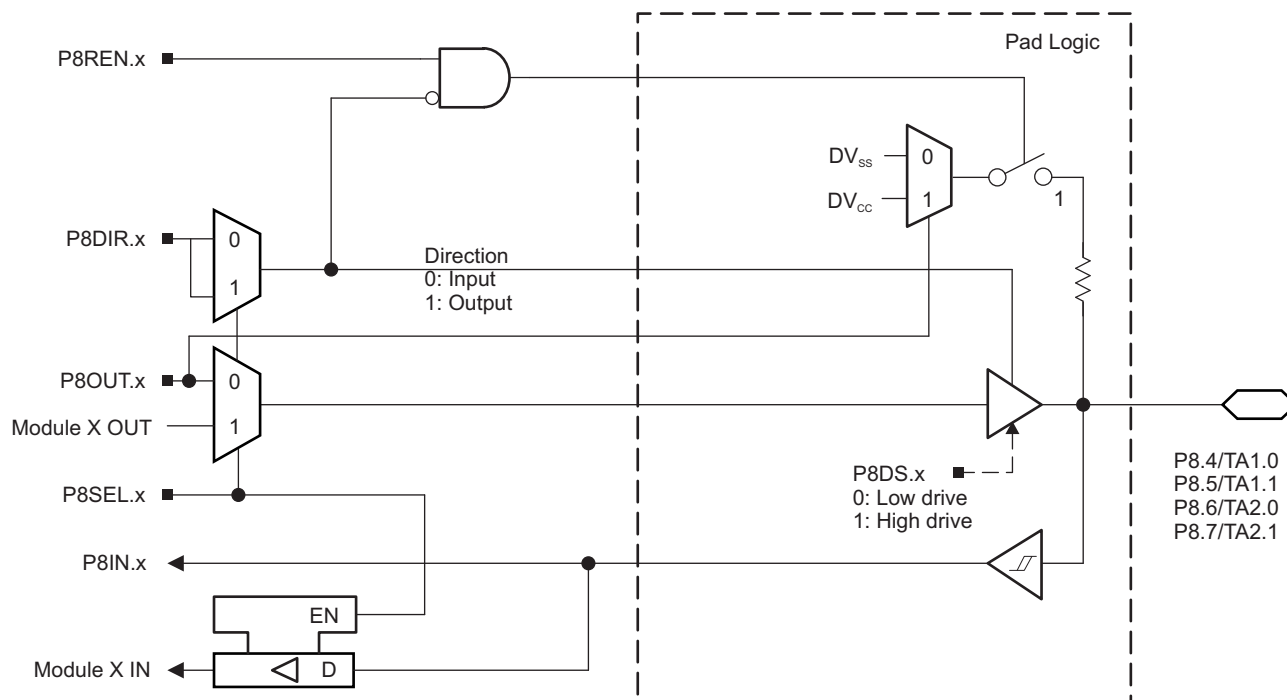 Pad Logic
P8REN.x
DVSS
0
DVCC
1
1
P8DIR.x
0
1
Direction
0: Input
1: Output
P8OUT.x
0
Module X OUT
1
P8DS.x
0: Low drive
1: High drive
P8.4/TA1.0
P8.5/TA1.1
P8.6/TA2.0
P8.7/TA2.1
P8SEL.x
P8IN.x
EN
Module X IN
D